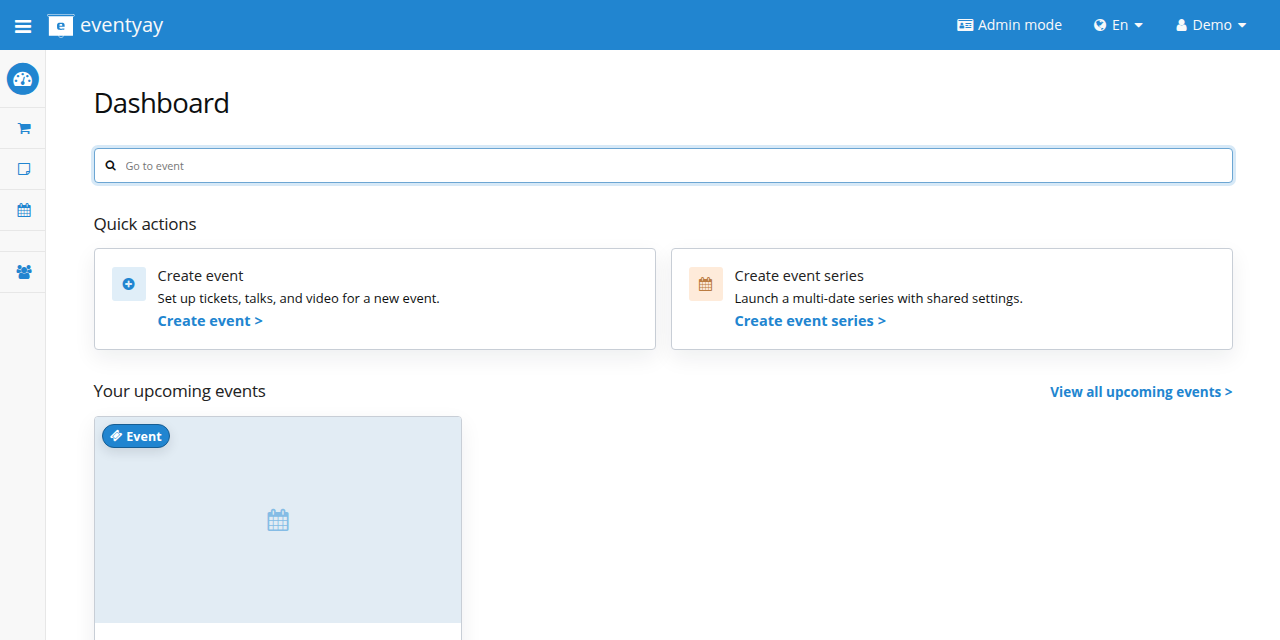 eventyay
Admin mode
En
Demo
Dashboard
Go to event
Quick actions
Create event
Set up tickets, talks, and video for a new event.
Create event >
Create event series
Launch a multi-date series with shared settings.
Create event series >
Your upcoming events
View all upcoming events >
Event